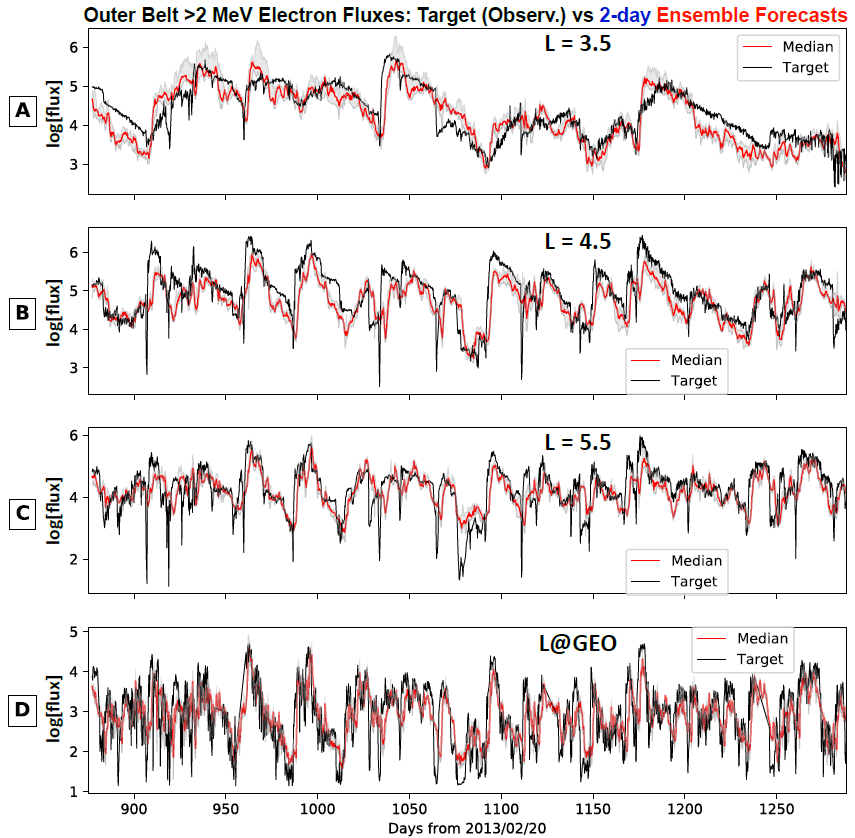 Outer Belt >2 MeV Electron Fluxes: Target (Observ.) vs 2-day Ensemble Forecasts
A
log[flux]
6
5
4
3
L = 3.5
Median
Target
B
log[flux]
6
5
4
3
L = 4.5
Median
Target
C
log[flux]
6
4
2
L = 5.5
Median
Target
D
log[flux]
5
4
3
2
1
L@GEO
Median
Target
900 950 1000 1050 1100 1150 1200 1250
Days from 2013/02/20